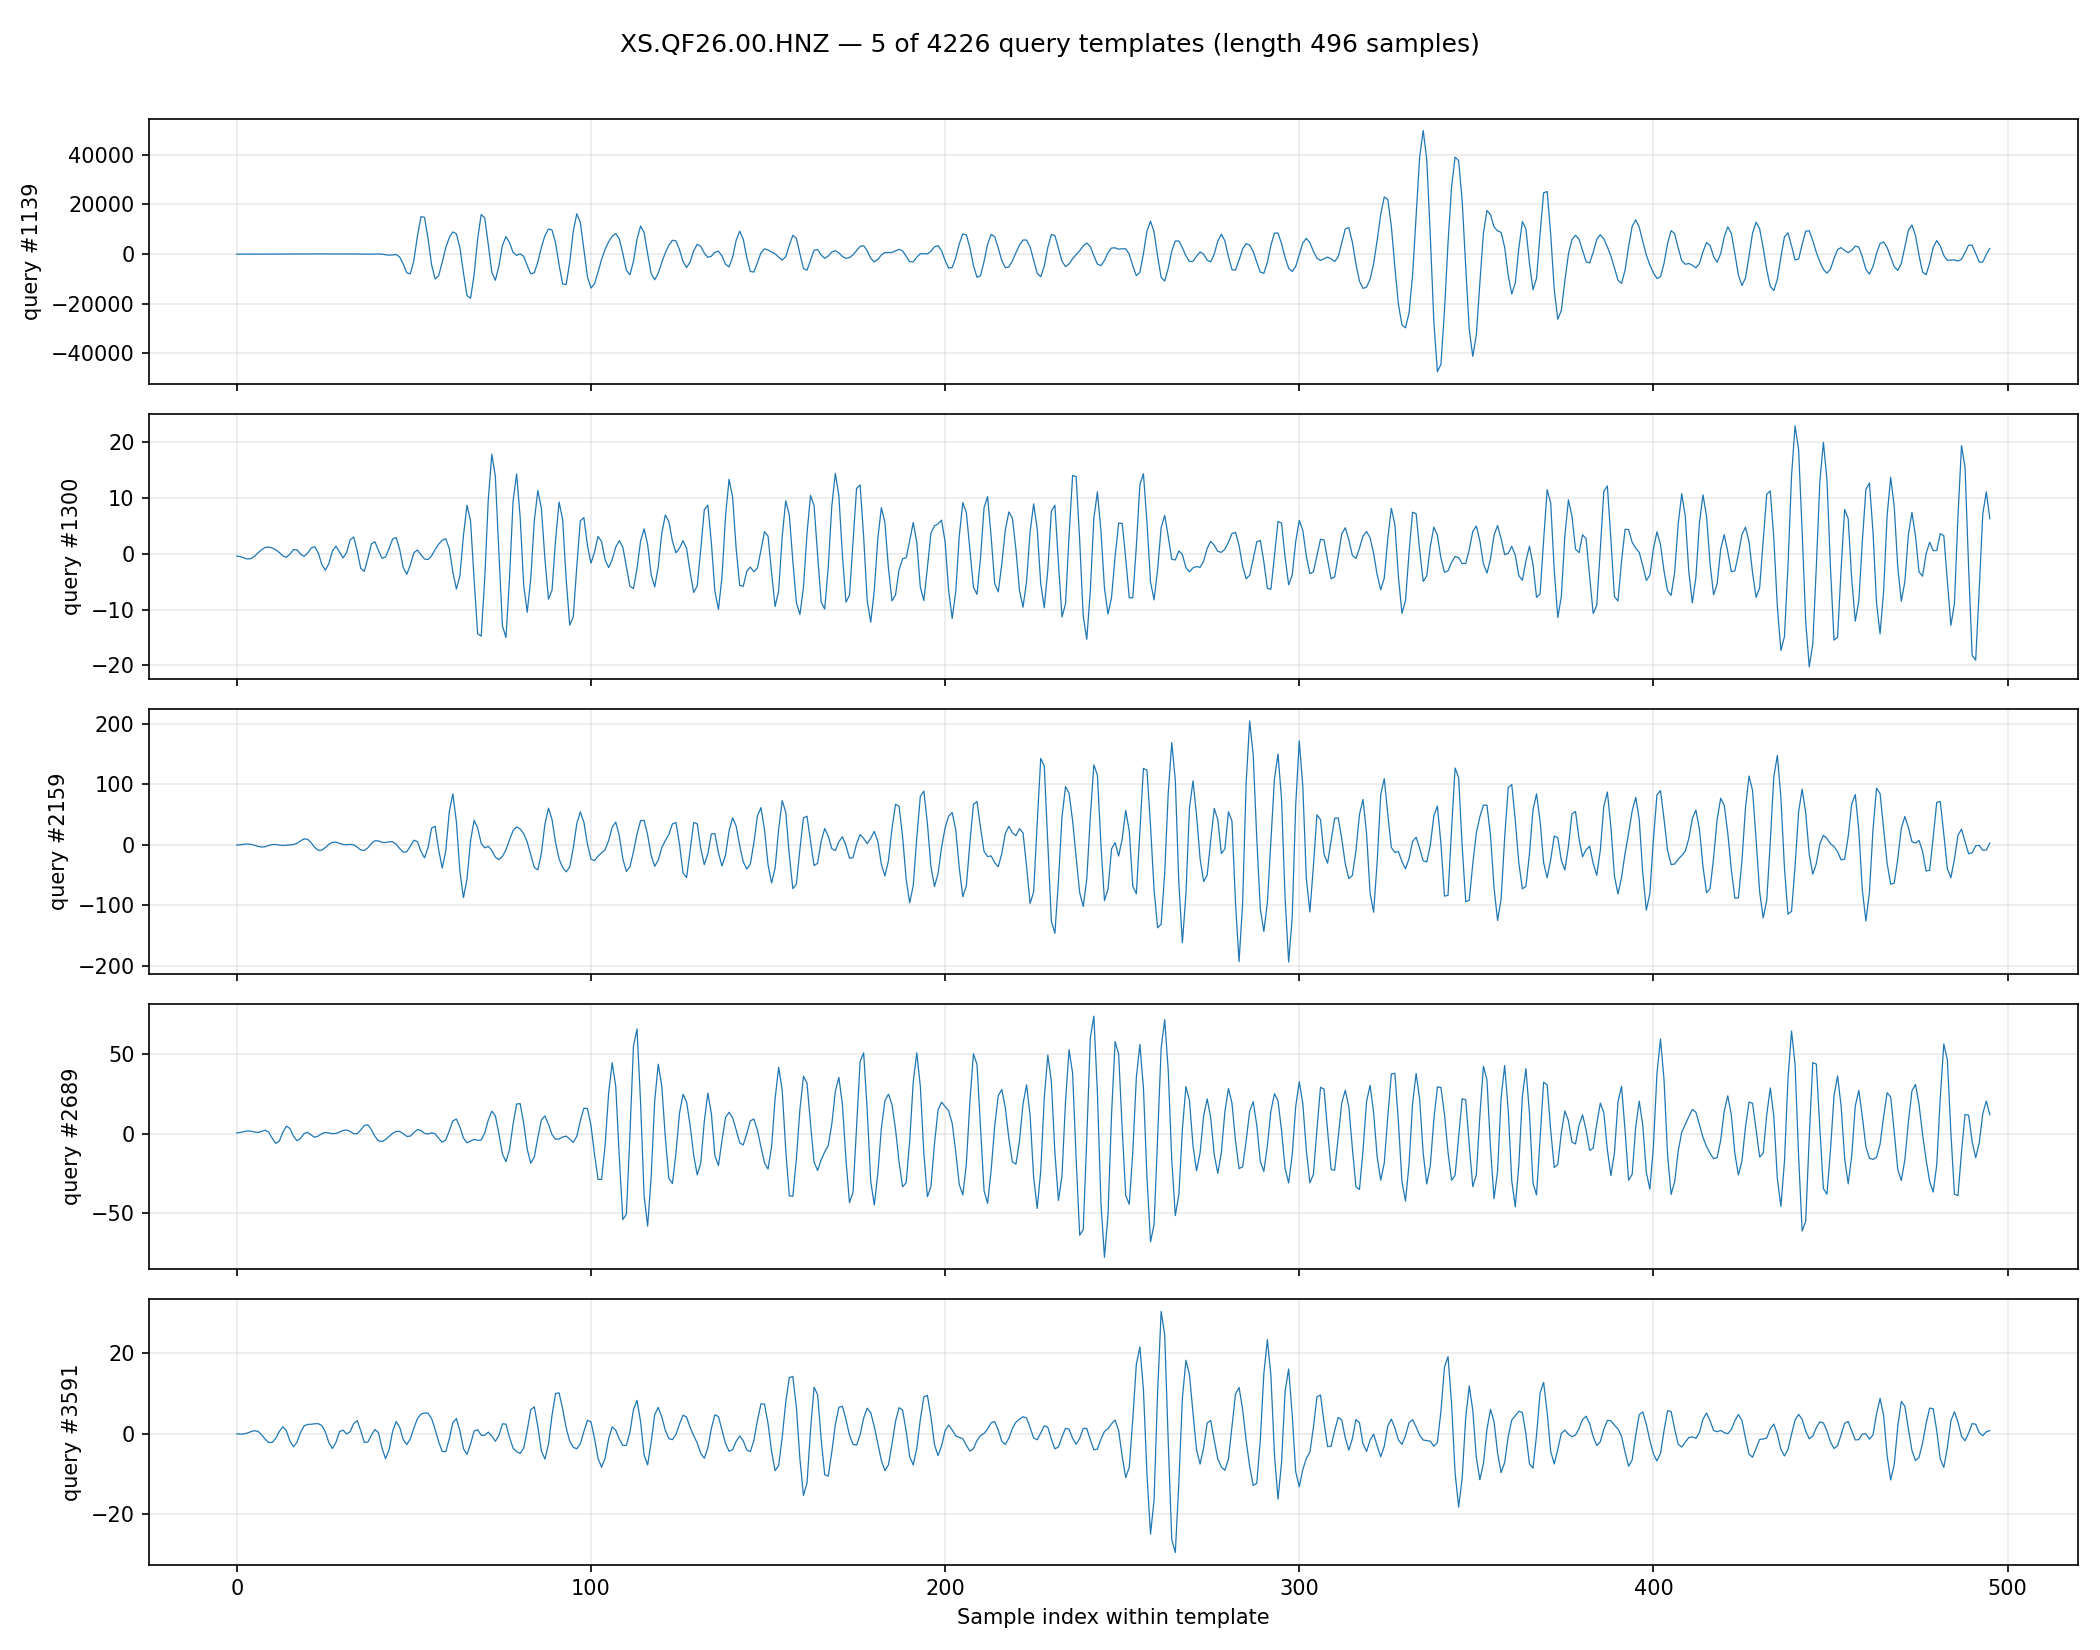 XS.QF26.00.HNZ — 5 of 4226 query templates (length 496 samples)
40000
20000
0
−20000
−40000
query #1139
20
10
0
−10
−20
query #1300
200
100
0
−100
−200
query #2159
50
0
−50
query #2689
20
0
−20
query #3591
0 100 200 300 400 500
Sample index within template